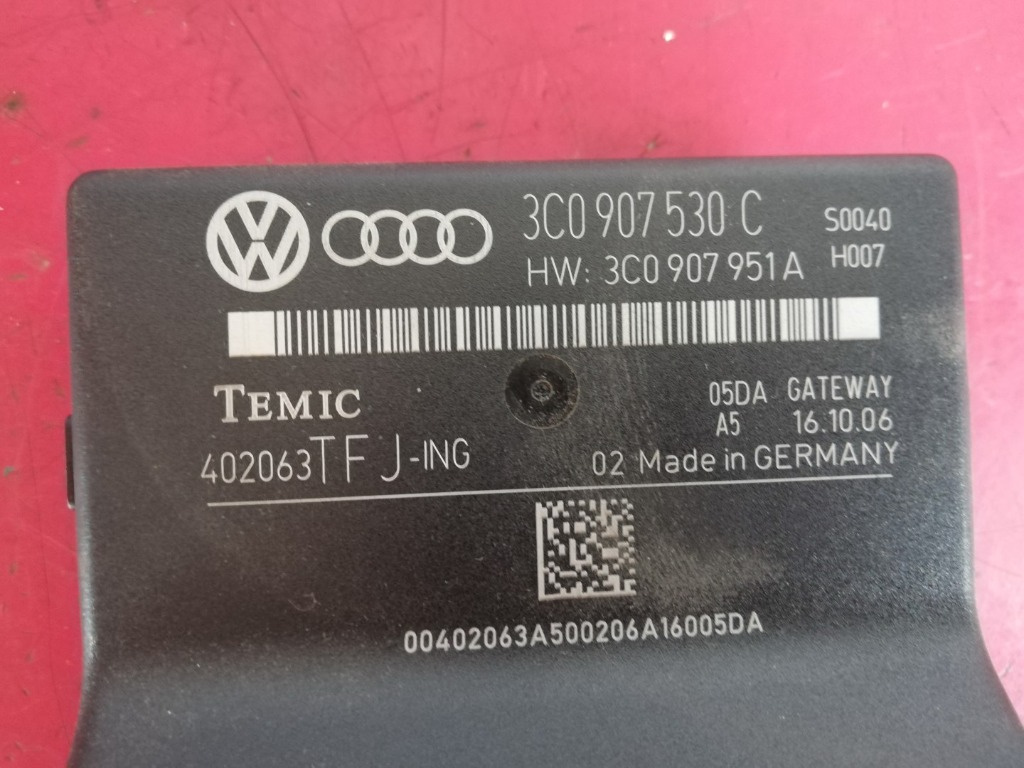 3C0 907 530 C
S0040
HW: 3C0 907 951 A
H007
TEMIC
05DA GATEWAY
A5 16.10.06
402063TFJ-ING
02 Made in GERMANY
00402063A500206A16005DA